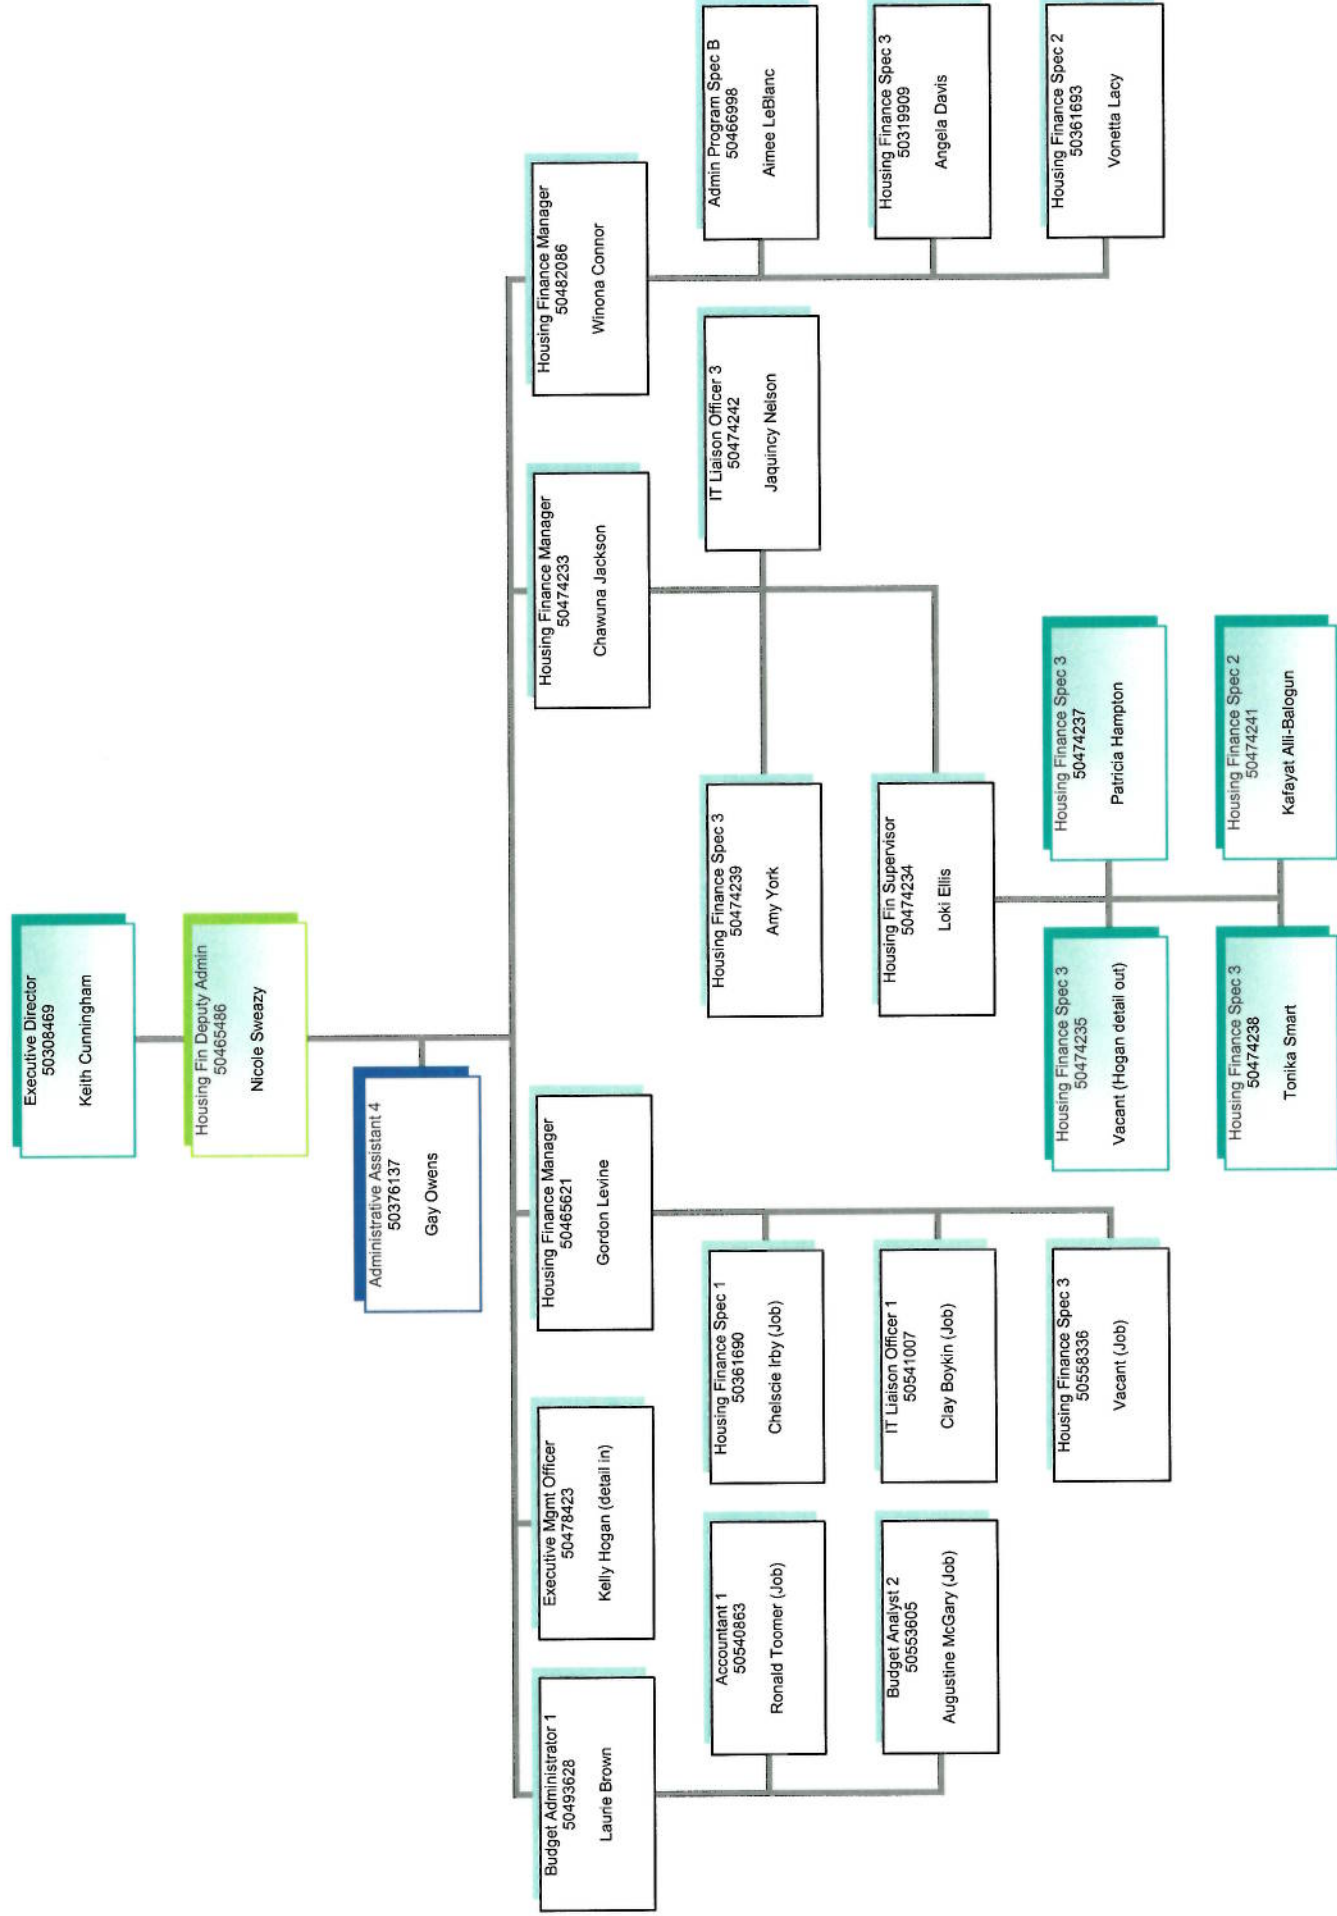 Executive Director
50308469
Keith Cunningham
Housing Fin Deputy Admin
50465486
Nicole Sweazy
Administrative Assistant 4
50376137
Gay Owens
Budget Administrator 1
50493628
Laurie Brown
Executive Mgmt Officer
50478423
Kelly Hogan (detail in)
Housing Finance Manager
50465621
Gordon Levine
Housing Finance Manager
50474233
Chawuna Jackson
Housing Finance Manager
50482086
Winona Connor
Accountant 1
50540863
Ronald Toomer (Job)
Budget Analyst 2
50553605
Augustine McGary (Job)
Housing Finance Spec 1
50361690
Chelscie Irby (Job)
IT Liaison Officer 1
50541007
Clay Boykin (Job)
Housing Finance Spec 3
50558336
Vacant (Job)
Housing Finance Spec 3
50474239
Amy York
IT Liaison Officer 3
50474242
Jaquincy Nelson
Housing Fin Supervisor
50474234
Loki Ellis
Housing Finance Spec 3
50474235
Vacant (Hogan detail out)
Housing Finance Spec 3
50474237
Patricia Hampton
Housing Finance Spec 3
50474238
Tonika Smart
Housing Finance Spec 2
50474241
Kafayat Alli-Balogun
Admin Program Spec B
50466998
Aimee LeBlanc
Housing Finance Spec 3
50319909
Angela Davis
Housing Finance Spec 2
50361693
Vonetta Lacy